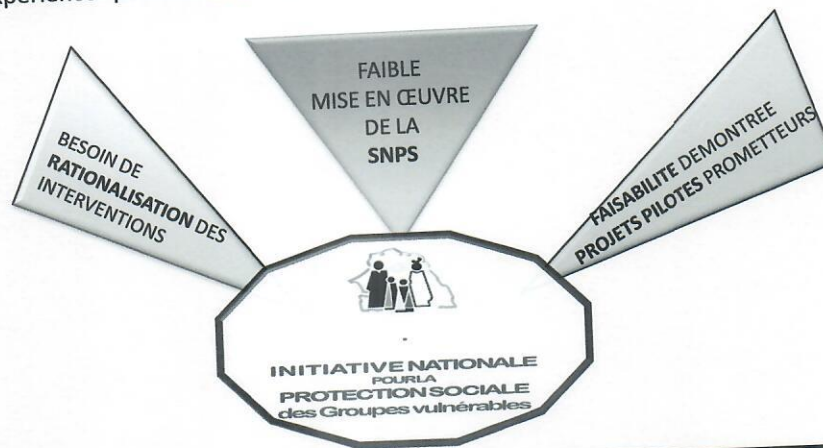 BESOIN DE
RATIONALISATION DES
INTERVENTIONS
FAIBLE
MISE EN ŒUVRE
DE LA
SNPS
FAISABILITE DEMONTREE
PROJETS PILOTES PROMETTEURS
INITIATIVE NATIONALE
POUR LA
PROTECTION SOCIALE
des Groupes vulnérables